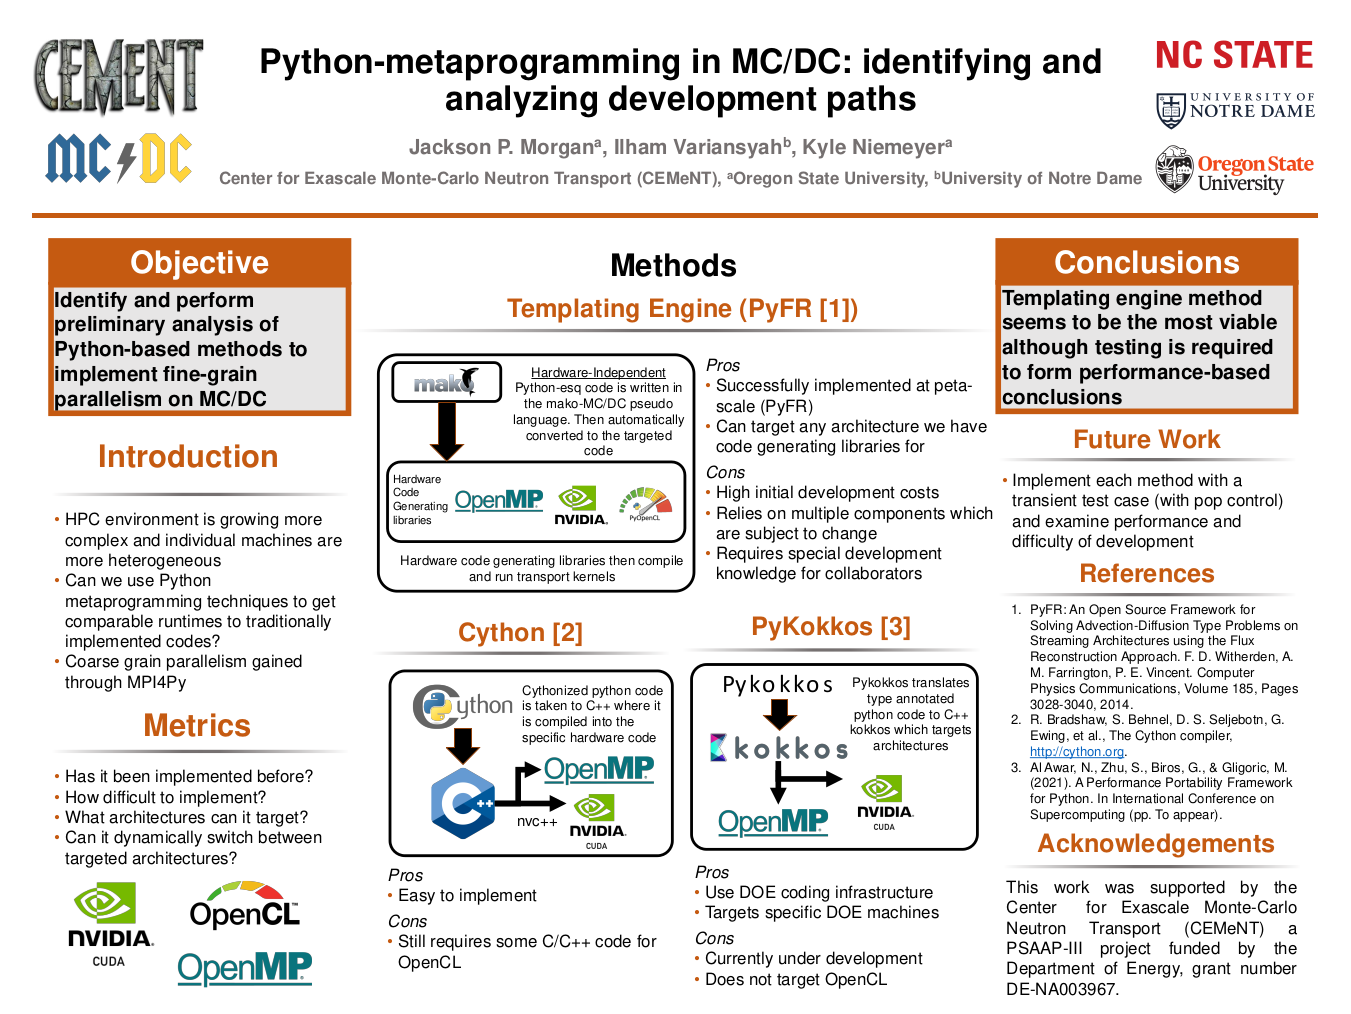 CEMeNT
MC DC
Python-metaprogramming in MC/DC: identifying and
analyzing development paths
Jackson P. Morganᵃ, Ilham Variansyahᵇ, Kyle Niemeyerᵃ
Center for Exascale Monte-Carlo Neutron Transport (CEMeNT), ᵃOregon State University, ᵇUniversity of Notre Dame
NC STATE
UNIVERSITY OF
NOTRE DAME
Oregon State
University
Objective
Identify and perform
preliminary analysis of
Python-based methods to
implement fine-grain
parallelism on MC/DC
Introduction
• HPC environment is growing more
complex and individual machines are
more heterogeneous
• Can we use Python
metaprogramming techniques to get
comparable runtimes to traditionally
implemented codes?
• Coarse grain parallelism gained
through MPI4Py
Metrics
• Has it been implemented before?
• How difficult to implement?
• What architectures can it target?
• Can it dynamically switch between
targeted architectures?
NVIDIA.
CUDA
OpenCL™
OpenMP
Methods
Templating Engine (PyFR [1])
mako
Hardware-Independent
Python-esq code is written in
the mako-MC/DC pseudo
language. Then automatically
converted to the targeted
code
Hardware
Code
Generating
libraries
OpenMP
NVIDIA.
PyOpenCL
Hardware code generating libraries then compile
and run transport kernels
Pros
• Successfully implemented at peta-
scale (PyFR)
• Can target any architecture we have
code generating libraries for
Cons
• High initial development costs
• Relies on multiple components which
are subject to change
• Requires special development
knowledge for collaborators
Cython [2]
Cython
Cythonized python code
is taken to C++ where it
is compiled into the
specific hardware code
C++
OpenMP
nvc++
NVIDIA.
CUDA
Pros
• Easy to implement
Cons
• Still requires some C/C++ code for
OpenCL
PyKokkos [3]
Pykokkos
Pykokkos translates
type annotated
python code to C++
kokkos which targets
architectures
kokkos
OpenMP
NVIDIA.
CUDA
Pros
• Use DOE coding infrastructure
• Targets specific DOE machines
Cons
• Currently under development
• Does not target OpenCL
Conclusions
Templating engine method
seems to be the most viable
although testing is required
to form performance-based
conclusions
Future Work
• Implement each method with a
transient test case (with pop control)
and examine performance and
difficulty of development
References
1. PyFR: An Open Source Framework for
Solving Advection-Diffusion Type Problems on
Streaming Architectures using the Flux
Reconstruction Approach. F. D. Witherden, A.
M. Farrington, P. E. Vincent. Computer
Physics Communications, Volume 185, Pages
3028-3040, 2014.
2. R. Bradshaw, S. Behnel, D. S. Seljebotn, G.
Ewing, et al., The Cython compiler,
http://cython.org.
3. Al Awar, N., Zhu, S., Biros, G., & Gligoric, M.
(2021). A Performance Portability Framework
for Python. In International Conference on
Supercomputing (pp. To appear).
Acknowledgements
This work was supported by the
Center for Exascale Monte-Carlo
Neutron Transport (CEMeNT) a
PSAAP-III project funded by the
Department of Energy, grant number
DE-NA003967.